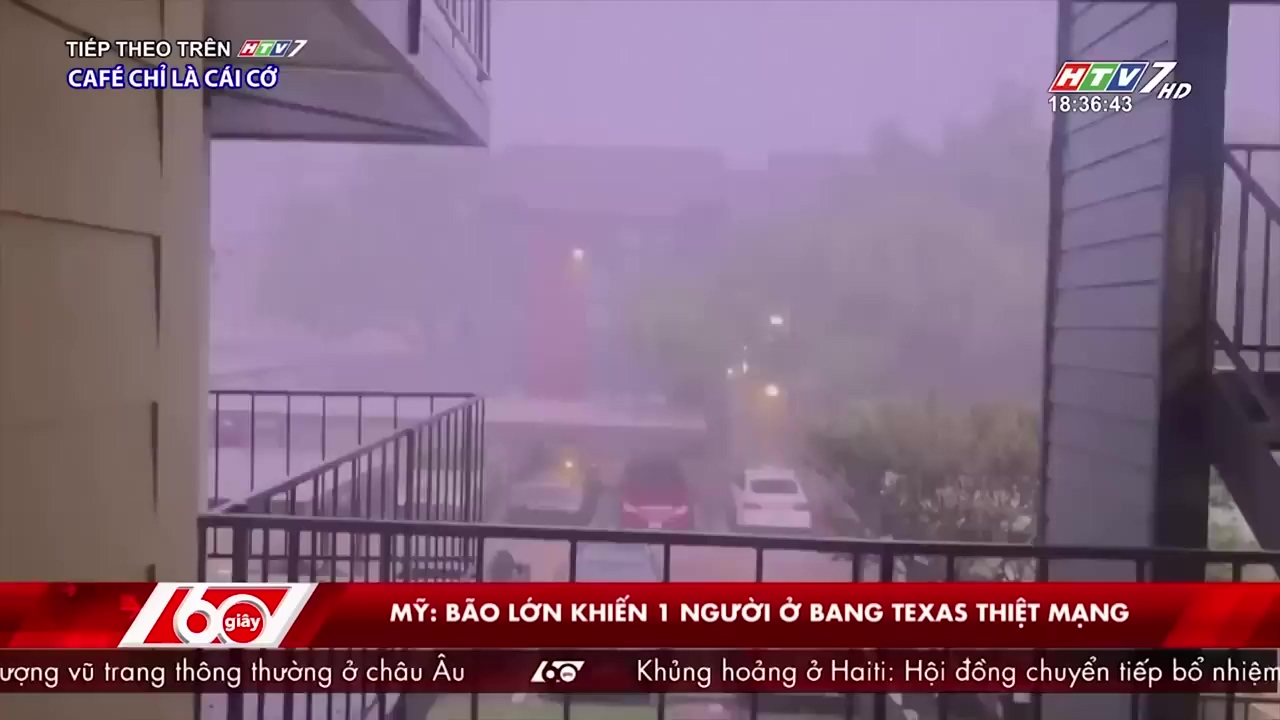 TIẾP THEO TRÊN HTV7
CAFÉ CHỈ LÀ CÁI CỚ
HTV7 HD
18:36:43
60 giây
MỸ: BÃO LỚN KHIẾN 1 NGƯỜI Ở BANG TEXAS THIỆT MẠNG
ượng vũ trang thông thường ở châu Âu 60 Khủng hoảng ở Haiti: Hội đồng chuyển tiếp bổ nhiệm